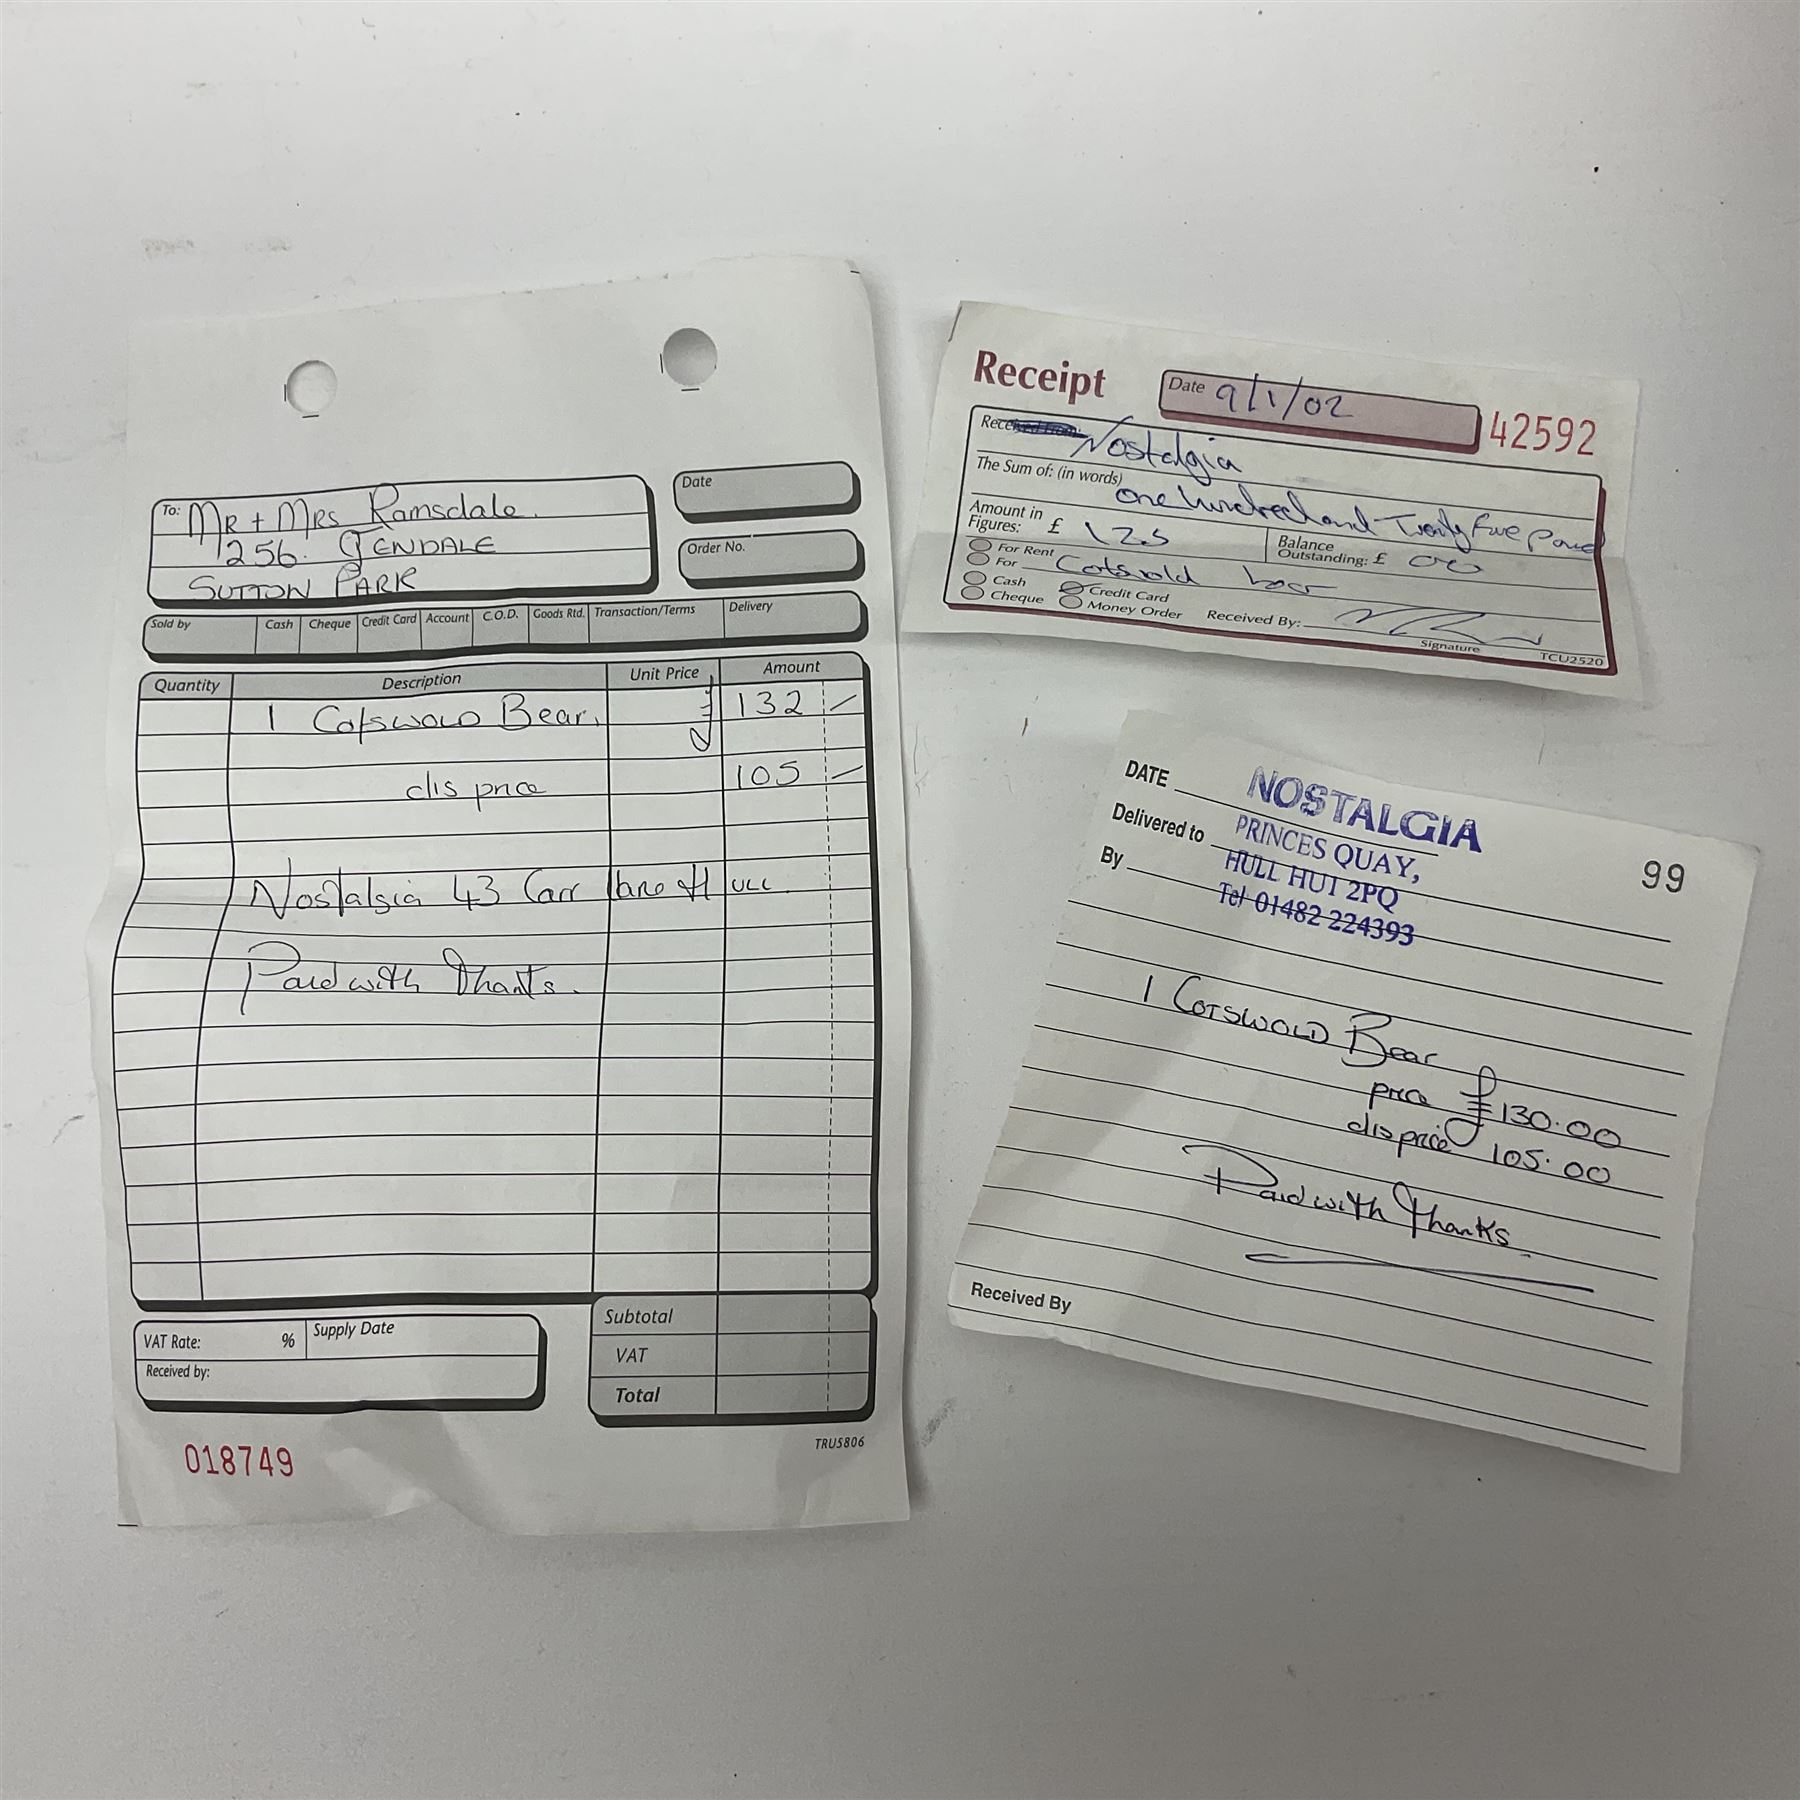 To: MR + MRS Ramsdale.
256. GENDALE
SUTTON PARK
Date
Order No.
Sold by Cash Cheque Credit Card Account C.O.D. Goods Rtd. Transaction/Terms Delivery
Quantity Description Unit Price Amount
1 Cotswold Bear. £ 132 —
dis price 105 —
Nostalgia 43 Carr lane Hull.
Paid with Thanks.
VAT Rate: % Supply Date
Received by:
Subtotal
VAT
Total
018749
TRU5806
Receipt
Date 9/1/02
42592
Received from: Nostalgia
The Sum of: (in words) one hundred and Twenty Five Pound
Amount in Figures: £ 125 Balance Outstanding: £ 00
For Rent
For Cotswold bear
Cash Credit Card
Cheque Money Order Received By:
Signature
TCU2520
DATE
Delivered to
By
NOSTALGIA
PRINCES QUAY,
HULL HU1 2PQ
Tel 01482 224393
99
1 COTSWOLD Bear
price £130.00
dis price 105.00
Paid with Thanks.
Received By